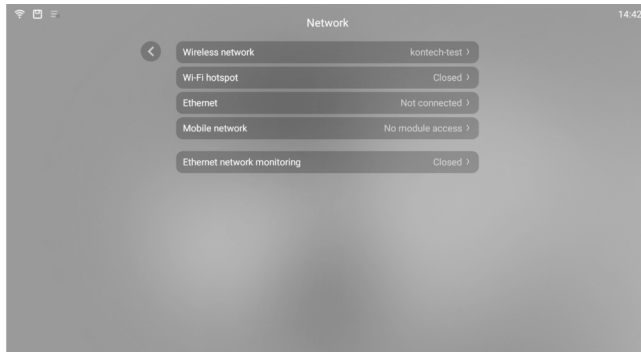 14:42
Network
Wireless network kontech-test
Wi-Fi hotspot Closed
Ethernet Not connected
Mobile network No module access
Ethernet network monitoring Closed